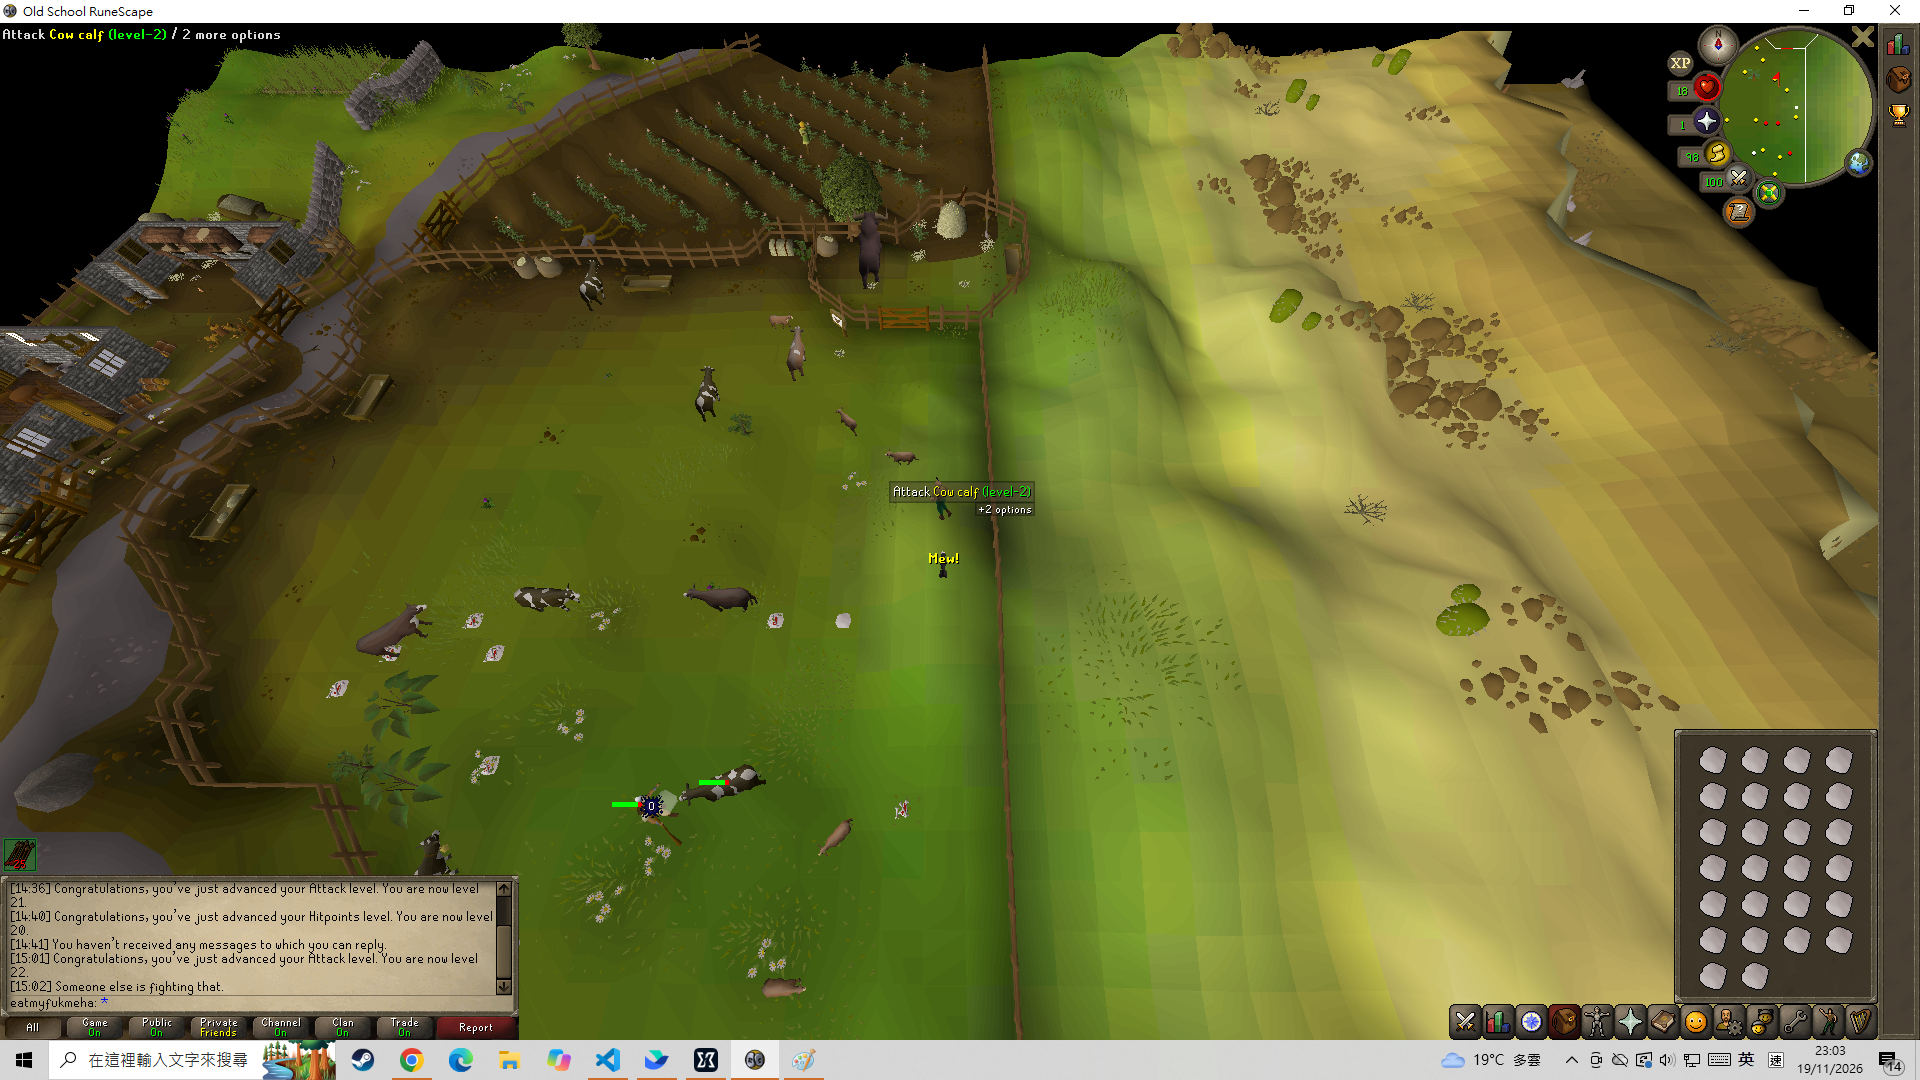 Old School RuneScape
Attack Cow calf (level-2) / 2 more options
N
XP
18
1
98
100
Attack Cow calf (level-2)
+2 options
Mew!
0
25
[14:36] Congratulations, you've just advanced your Attack level. You are now level
21.
[14:40] Congratulations, you've just advanced your Hitpoints level. You are now level
20.
[14:41] You haven't received any messages to which you can reply.
[15:01] Congratulations, you've just advanced your Attack level. You are now level
22.
[15:02] Someone else is fighting that.
eatmyfukmeha: *
All
Game
On
Public
On
Private
Friends
Channel
On
Clan
On
Trade
On
Report
在這裡輸入文字來搜尋
19°C 多雲
英
速
23:03
19/11/2026
14